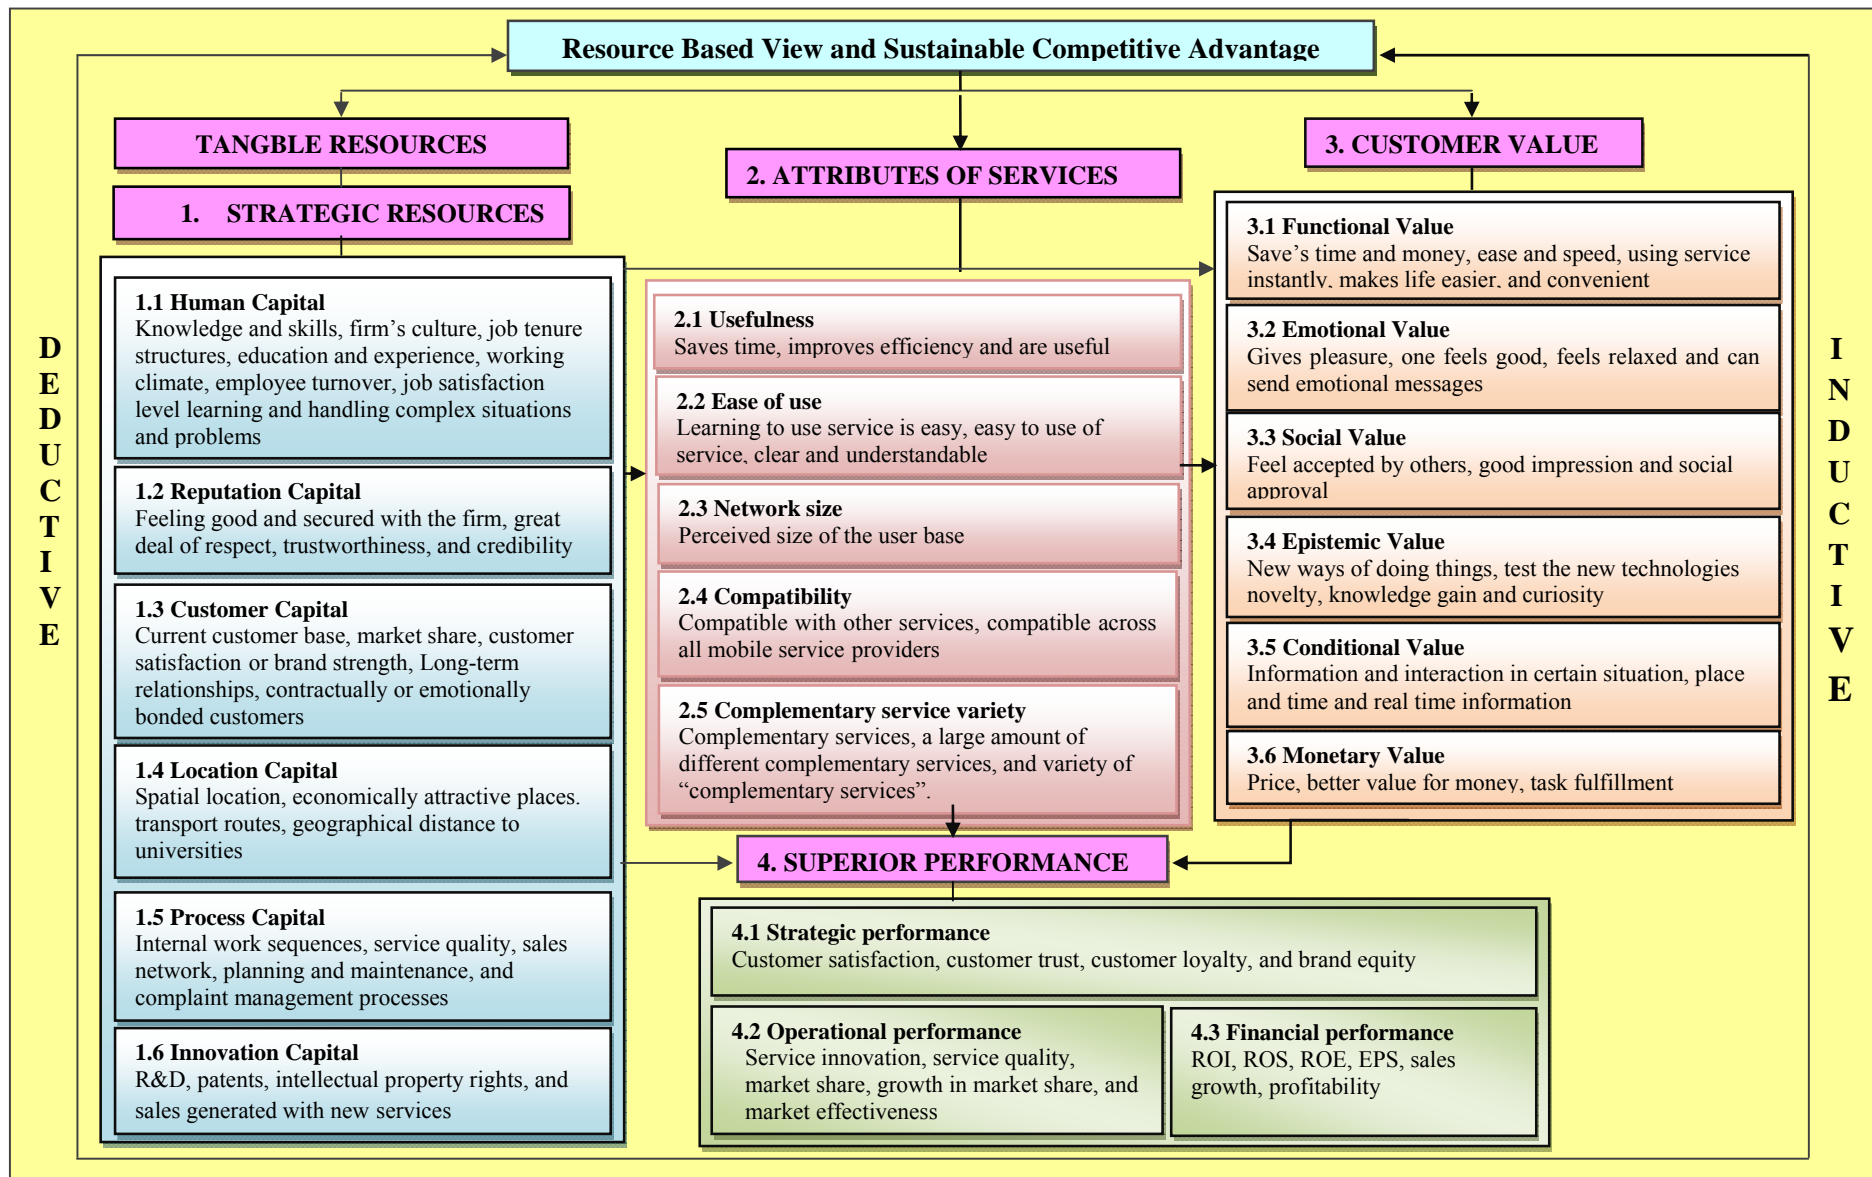 Resource Based View and Sustainable Competitive Advantage
TANGBLE RESOURCES
1. STRATEGIC RESOURCES
1.1 Human Capital
Knowledge and skills, firm's culture, job tenure
structures, education and experience, working
climate, employee turnover, job satisfaction
level learning and handling complex situations
and problems
1.2 Reputation Capital
Feeling good and secured with the firm, great
deal of respect, trustworthiness, and credibility
1.3 Customer Capital
Current customer base, market share, customer
satisfaction or brand strength, Long-term
relationships, contractually or emotionally
bonded customers
1.4 Location Capital
Spatial location, economically attractive places.
transport routes, geographical distance to
universities
1.5 Process Capital
Internal work sequences, service quality, sales
network, planning and maintenance, and
complaint management processes
1.6 Innovation Capital
R&D, patents, intellectual property rights, and
sales generated with new services
2. ATTRIBUTES OF SERVICES
2.1 Usefulness
Saves time, improves efficiency and are useful
2.2 Ease of use
Learning to use service is easy, easy to use of
service, clear and understandable
2.3 Network size
Perceived size of the user base
2.4 Compatibility
Compatible with other services, compatible across
all mobile service providers
2.5 Complementary service variety
Complementary services, a large amount of
different complementary services, and variety of
“complementary services”.
3. CUSTOMER VALUE
3.1 Functional Value
Save's time and money, ease and speed, using service
instantly, makes life easier, and convenient
3.2 Emotional Value
Gives pleasure, one feels good, feels relaxed and can
send emotional messages
3.3 Social Value
Feel accepted by others, good impression and social
approval
3.4 Epistemic Value
New ways of doing things, test the new technologies
novelty, knowledge gain and curiosity
3.5 Conditional Value
Information and interaction in certain situation, place
and time and real time information
3.6 Monetary Value
Price, better value for money, task fulfillment
4. SUPERIOR PERFORMANCE
4.1 Strategic performance
Customer satisfaction, customer trust, customer loyalty, and brand equity
4.2 Operational performance
Service innovation, service quality,
market share, growth in market share, and
market effectiveness
4.3 Financial performance
ROI, ROS, ROE, EPS, sales
growth, profitability
DEDUCTIVE
INDUCTIVE